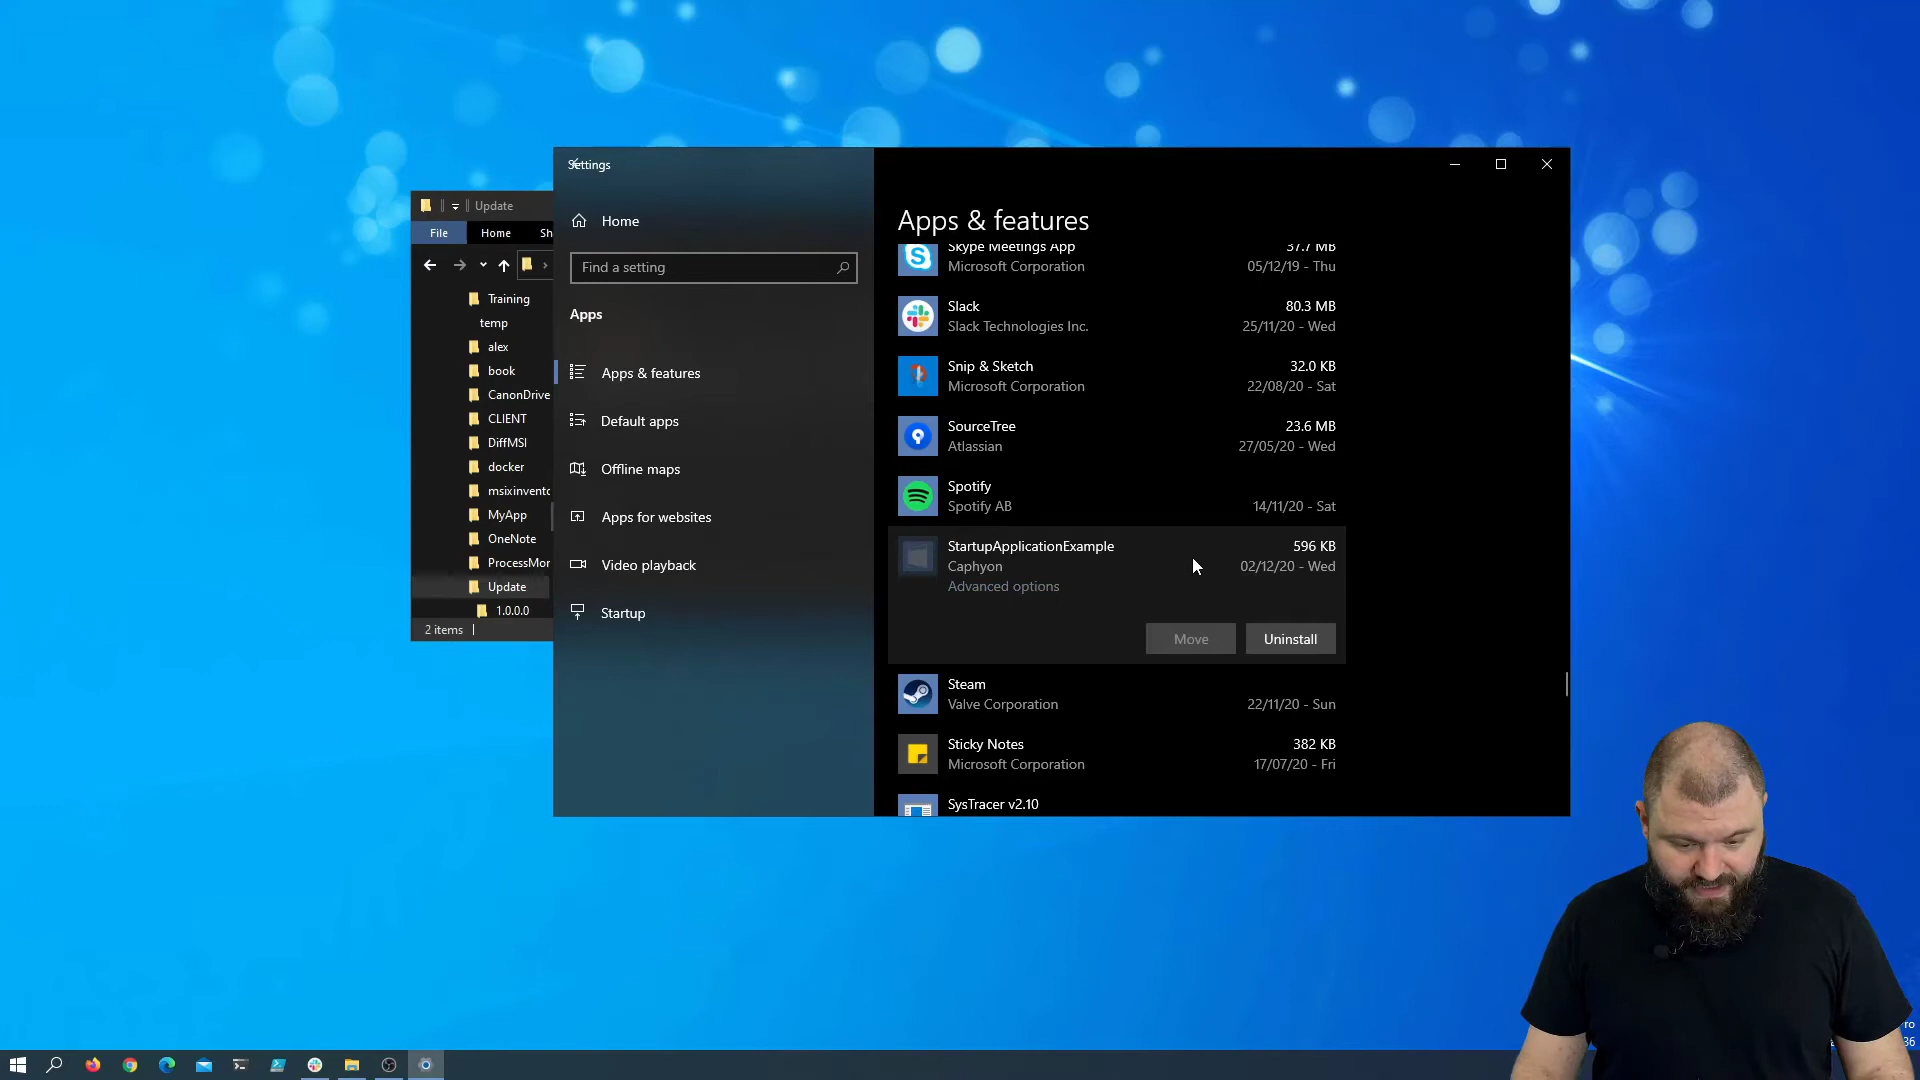 Settings
Home
Find a setting
Apps
Apps & features
Default apps
Offline maps
Apps for websites
Video playback
Startup
Apps & features
Skype Meetings App 37.7 MB
Microsoft Corporation 05/12/19 - Thu
Slack 80.3 MB
Slack Technologies Inc. 25/11/20 - Wed
Snip & Sketch 32.0 KB
Microsoft Corporation 22/08/20 - Sat
SourceTree 23.6 MB
Atlassian 27/05/20 - Wed
Spotify
Spotify AB 14/11/20 - Sat
StartupApplicationExample 596 KB
Caphyon 02/12/20 - Wed
Advanced options
Move Uninstall
Steam
Valve Corporation 22/11/20 - Sun
Sticky Notes 382 KB
Microsoft Corporation 17/07/20 - Fri
SysTracer v2.10
Update
File Home Sh
Training
temp
alex
book
CanonDrive
CLIENT
DiffMSI
docker
msixinvento
MyApp
OneNote
ProcessMor
Update
1.0.0.0
2 items
ro
36